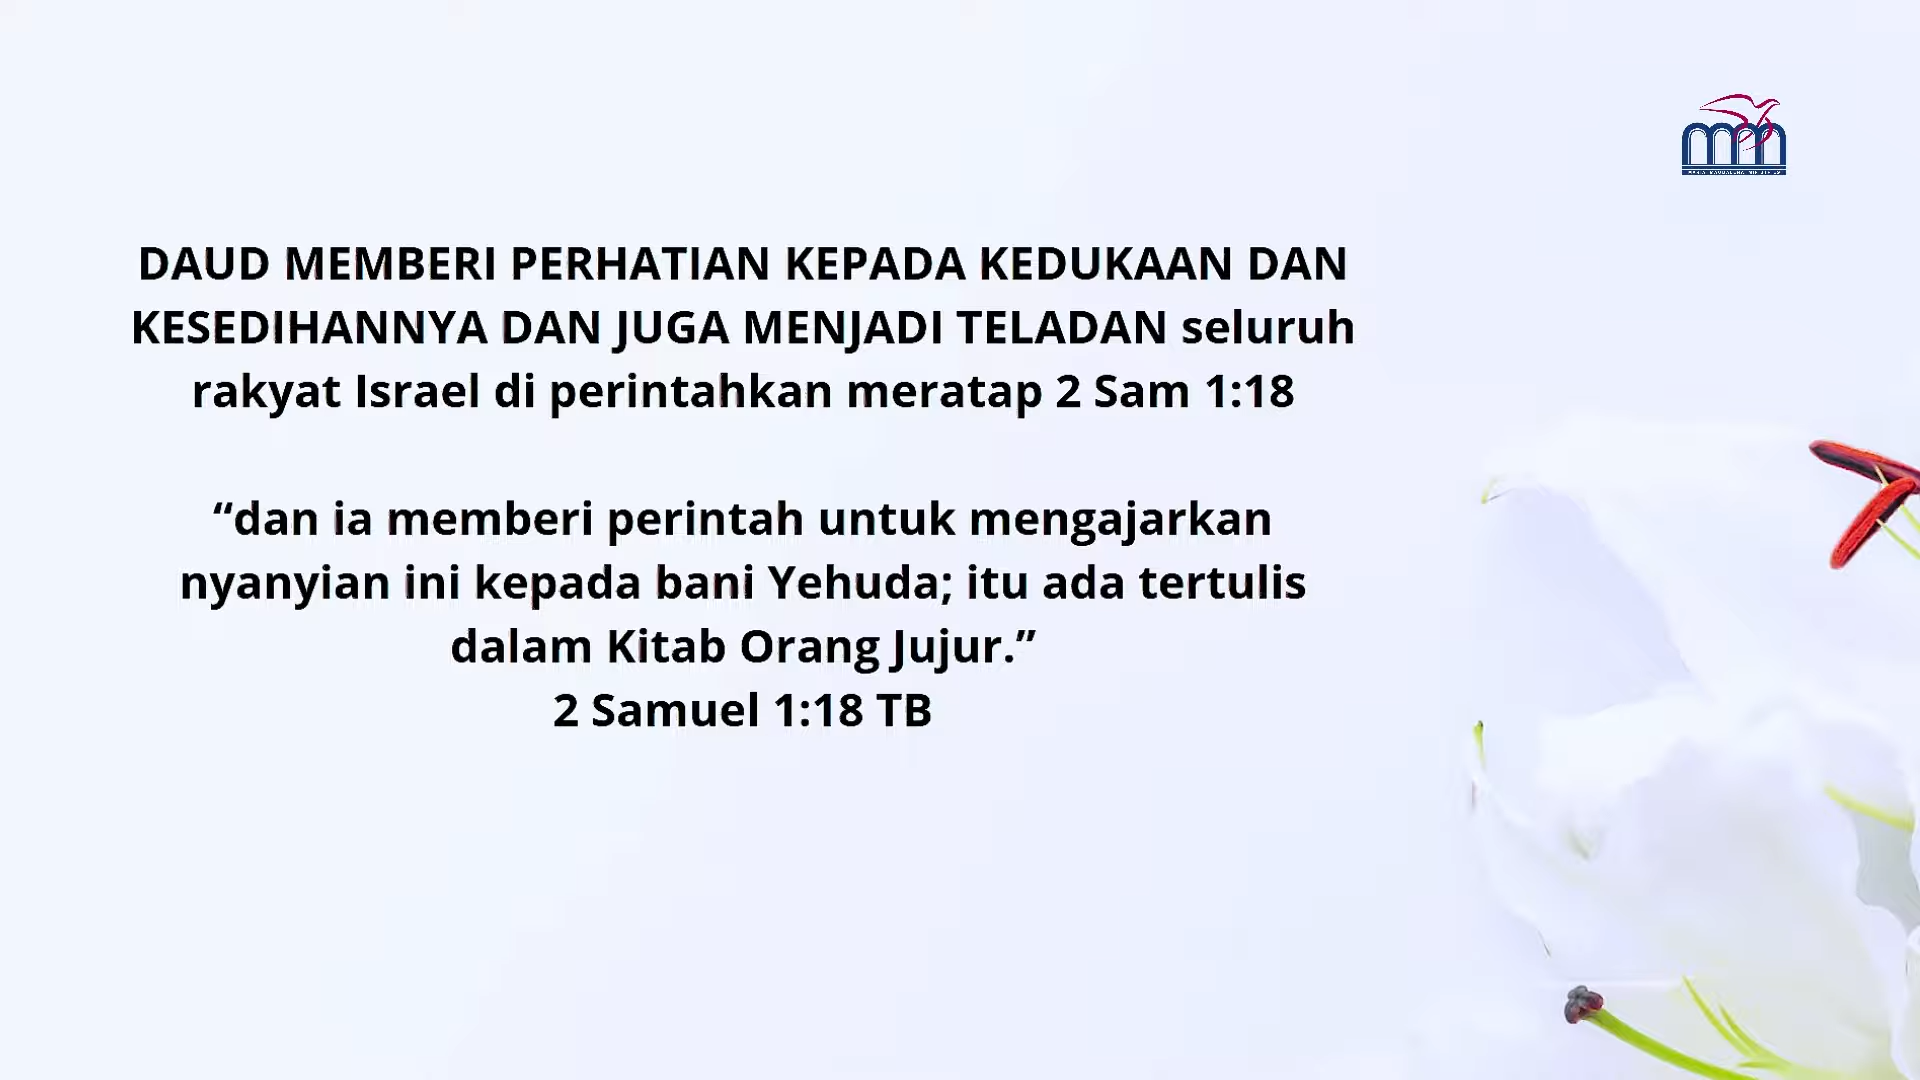 DAUD MEMBERI PERHATIAN KEPADA KEDUKAAN DAN
KESEDIHANNYA DAN JUGA MENJADI TELADAN seluruh
rakyat Israel di perintahkan meratap 2 Sam 1:18
“dan ia memberi perintah untuk mengajarkan
nyanyian ini kepada bani Yehuda; itu ada tertulis
dalam Kitab Orang Jujur.”
2 Samuel 1:18 TB